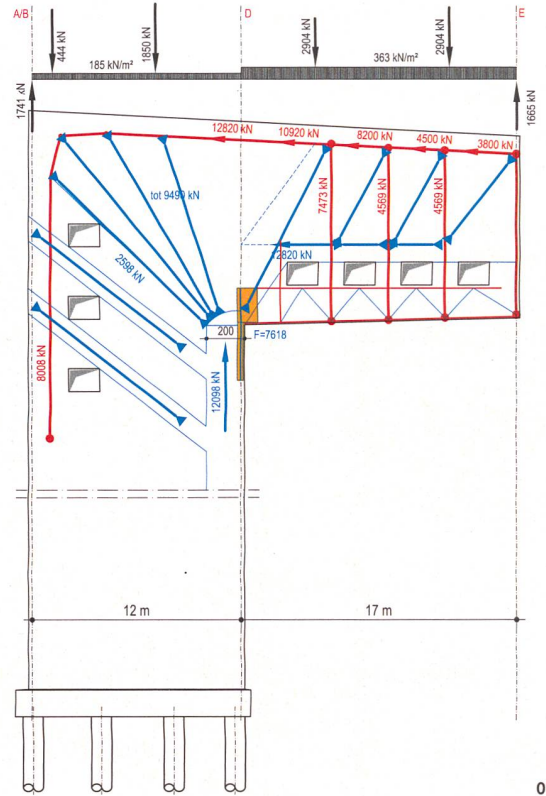 A/B
D
E
444 kN
1850 kN
2904 kN
2904 kN
185 kN/m²
363 kN/m²
1741 kN
1665 kN
12820 kN
10920 kN
8200 kN
4500 kN
3800 kN
tot 9490 kN
7473 kN
4569 kN
4569 kN
12820 kN
2598 kN
200
F=7618
8008 kN
12098 kN
12 m
17 m
0